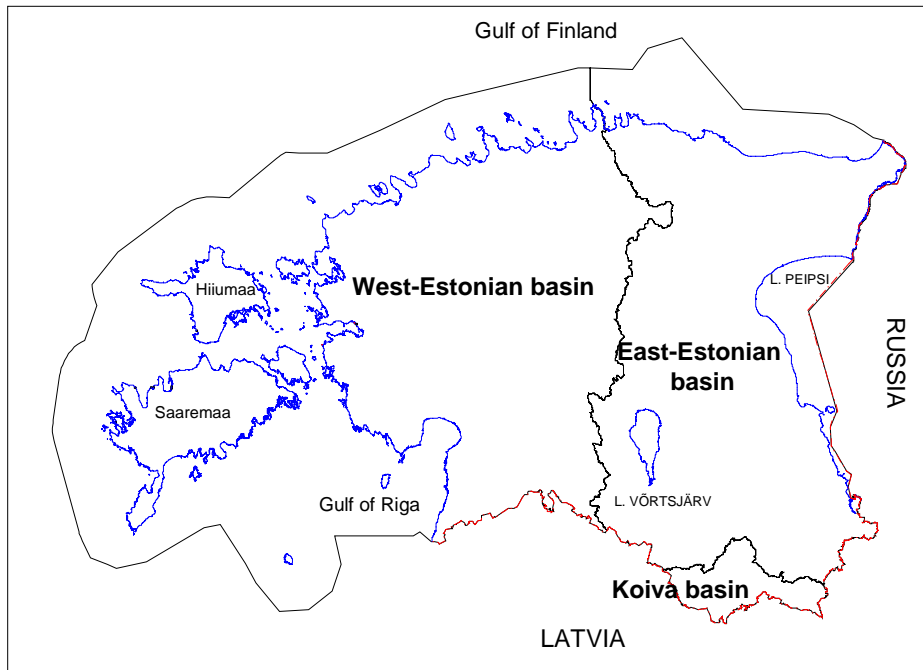 Gulf of Finland
L. PEIPSI
Hiiumaa
West-Estonian basin
RUSSIA
East-Estonian
basin
Saaremaa
Gulf of Riga
L. VÕRTSJÄRV
Koiva basin
LATVIA